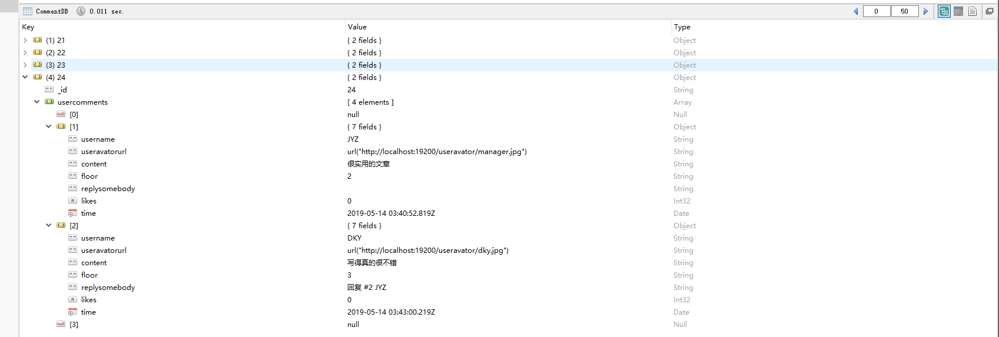 CommentDB 0.011 sec. 0 50
Key Value Type
(1) 21 { 2 fields } Object
(2) 22 { 2 fields } Object
(3) 23 { 2 fields } Object
(4) 24 { 2 fields } Object
_id 24 String
usercomments [ 4 elements ] Array
[0] null Null
[1] { 7 fields } Object
username JYZ String
useravatorurl url("http://localhost:19200/useravator/manager.jpg") String
content 很实用的文章 String
floor 2 String
replysomebody String
likes 0 Int32
time 2019-05-14 03:40:52.819Z Date
[2] { 7 fields } Object
username DKY String
useravatorurl url("http://localhost:19200/useravator/dky.jpg") String
content 写得真的很不错 String
floor 3 String
replysomebody 回复 #2 JYZ String
likes 0 Int32
time 2019-05-14 03:43:00.219Z Date
[3] null Null